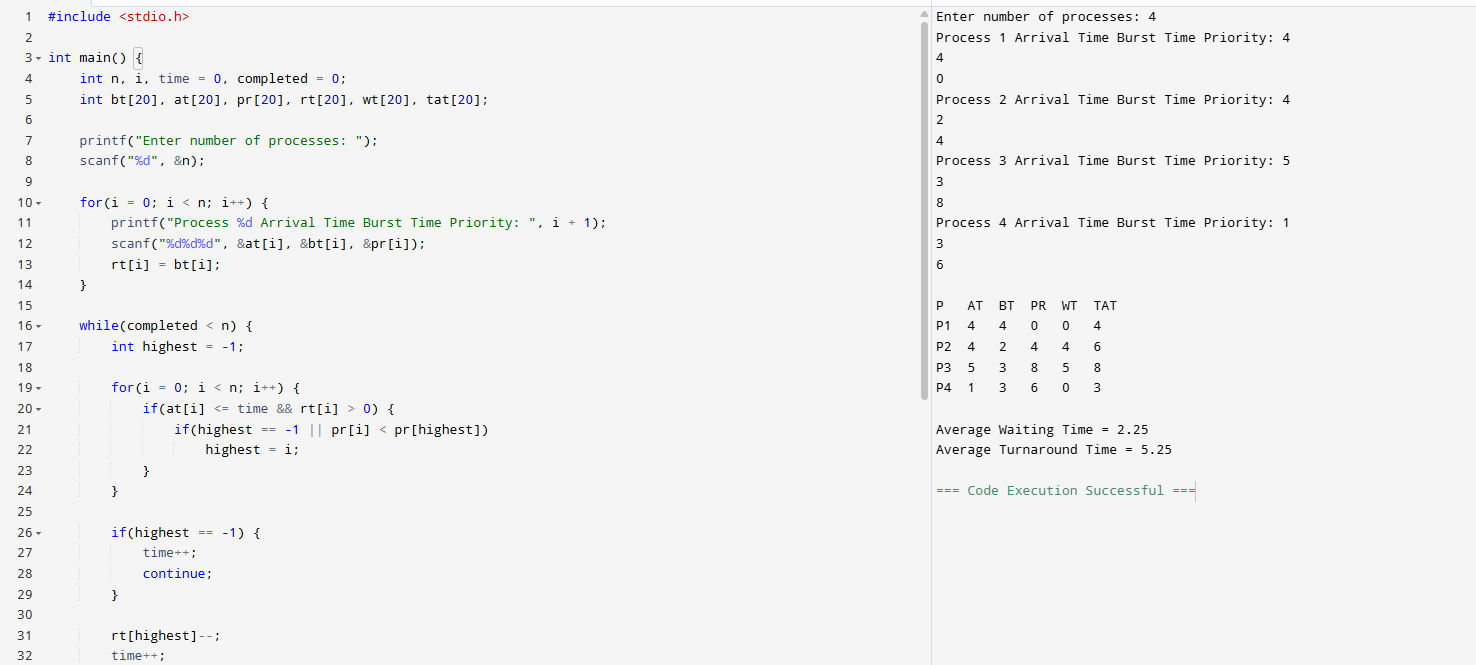 1 #include <stdio.h>
2
3 int main() {
4     int n, i, time = 0, completed = 0;
5     int bt[20], at[20], pr[20], rt[20], wt[20], tat[20];
6
7     printf("Enter number of processes: ");
8     scanf("%d", &n);
9
10     for(i = 0; i < n; i++) {
11         printf("Process %d Arrival Time Burst Time Priority: ", i + 1);
12         scanf("%d%d%d", &at[i], &bt[i], &pr[i]);
13         rt[i] = bt[i];
14     }
15
16     while(completed < n) {
17         int highest = -1;
18
19         for(i = 0; i < n; i++) {
20             if(at[i] <= time && rt[i] > 0) {
21                 if(highest == -1 || pr[i] < pr[highest])
22                     highest = i;
23             }
24         }
25
26         if(highest == -1) {
27             time++;
28             continue;
29         }
30
31         rt[highest]--;
32         time++;
Enter number of processes: 4
Process 1 Arrival Time Burst Time Priority: 4
4
0
Process 2 Arrival Time Burst Time Priority: 4
2
4
Process 3 Arrival Time Burst Time Priority: 5
3
8
Process 4 Arrival Time Burst Time Priority: 1
3
6
P   AT  BT  PR  WT  TAT
P1  4   4   0   0   4
P2  4   2   4   4   6
P3  5   3   8   5   8
P4  1   3   6   0   3
Average Waiting Time = 2.25
Average Turnaround Time = 5.25
=== Code Execution Successful ===